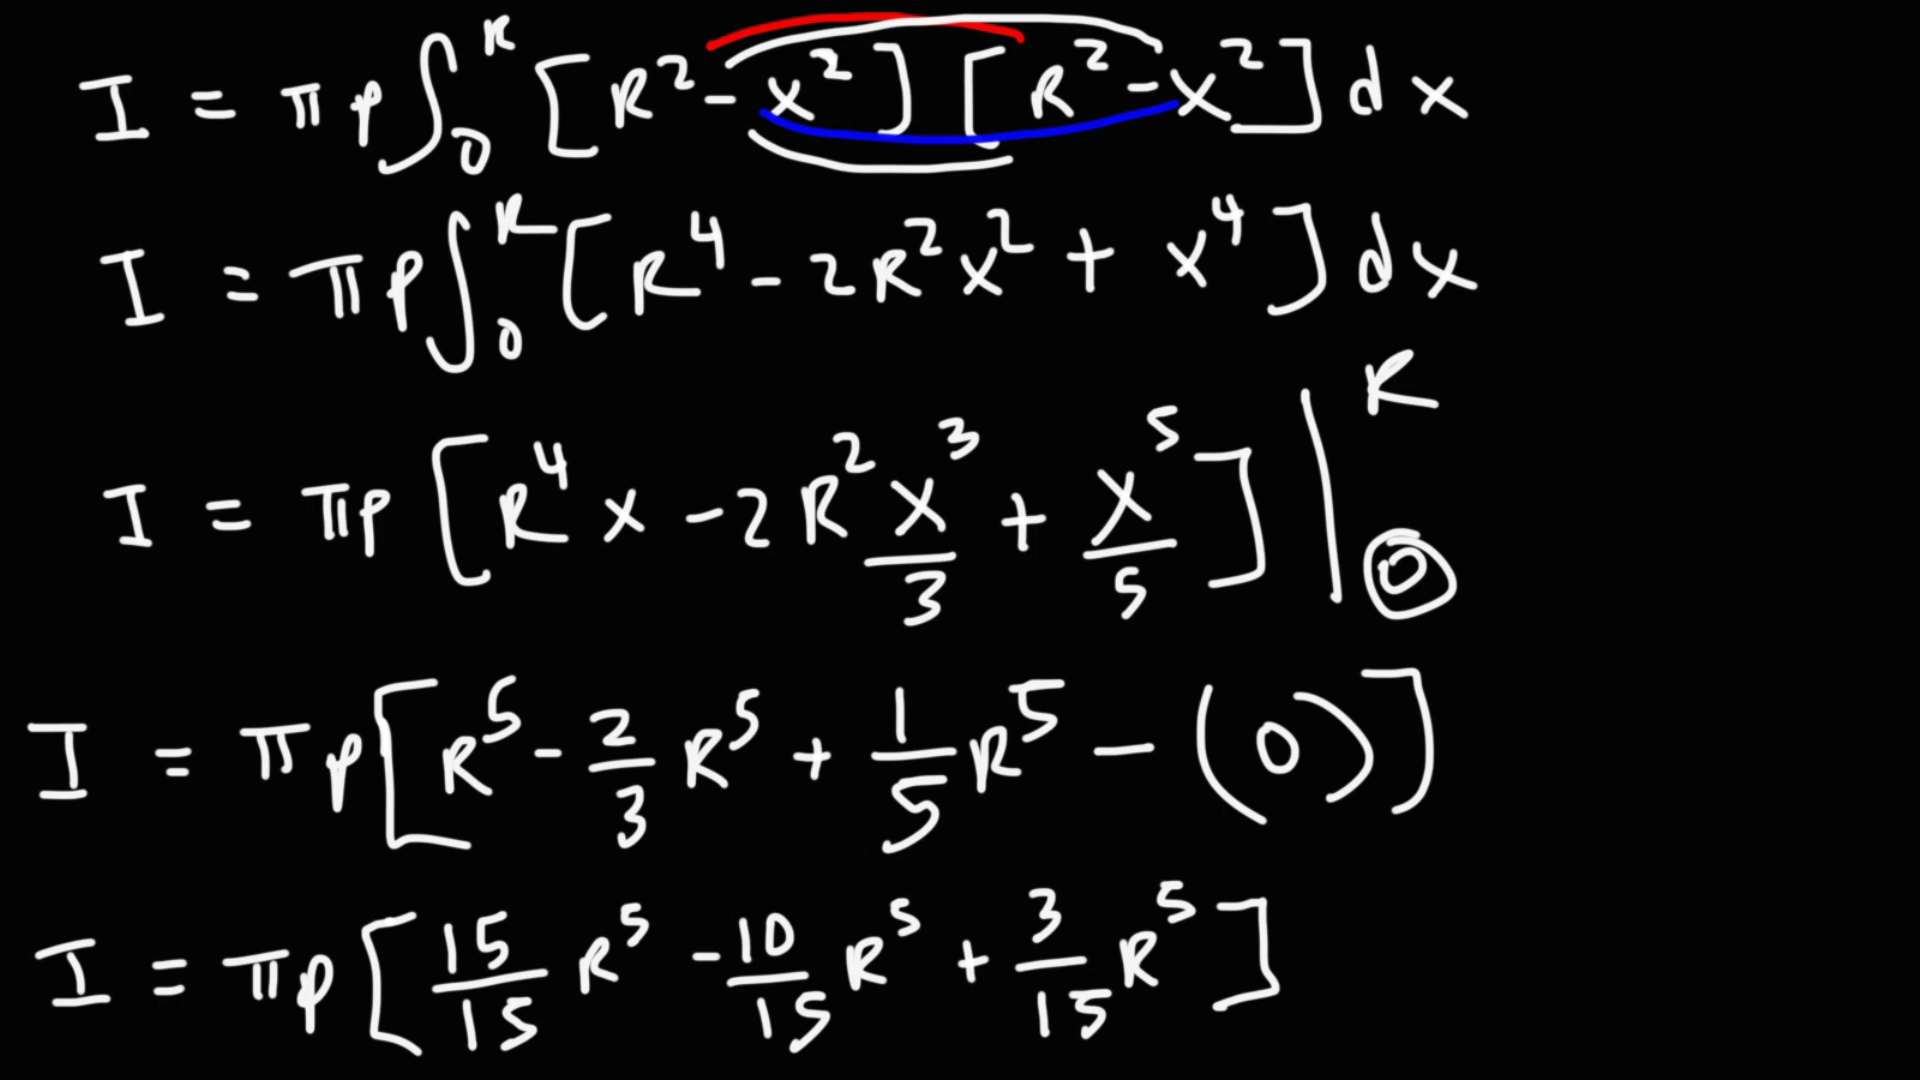 I = πρ∫₀ᴿ [R² - x²] [R² - x²] dx
I = πρ∫₀ᴿ [R⁴ - 2R²x² + x⁴] dx
I = πρ [R⁴x - 2R² x³/3 + x⁵/5] |₀ᴿ
I = πρ [R⁵ - 2/3 R⁵ + 1/5 R⁵ - (0)]
I = πρ [15/15 R⁵ - 10/15 R⁵ + 3/15 R⁵]